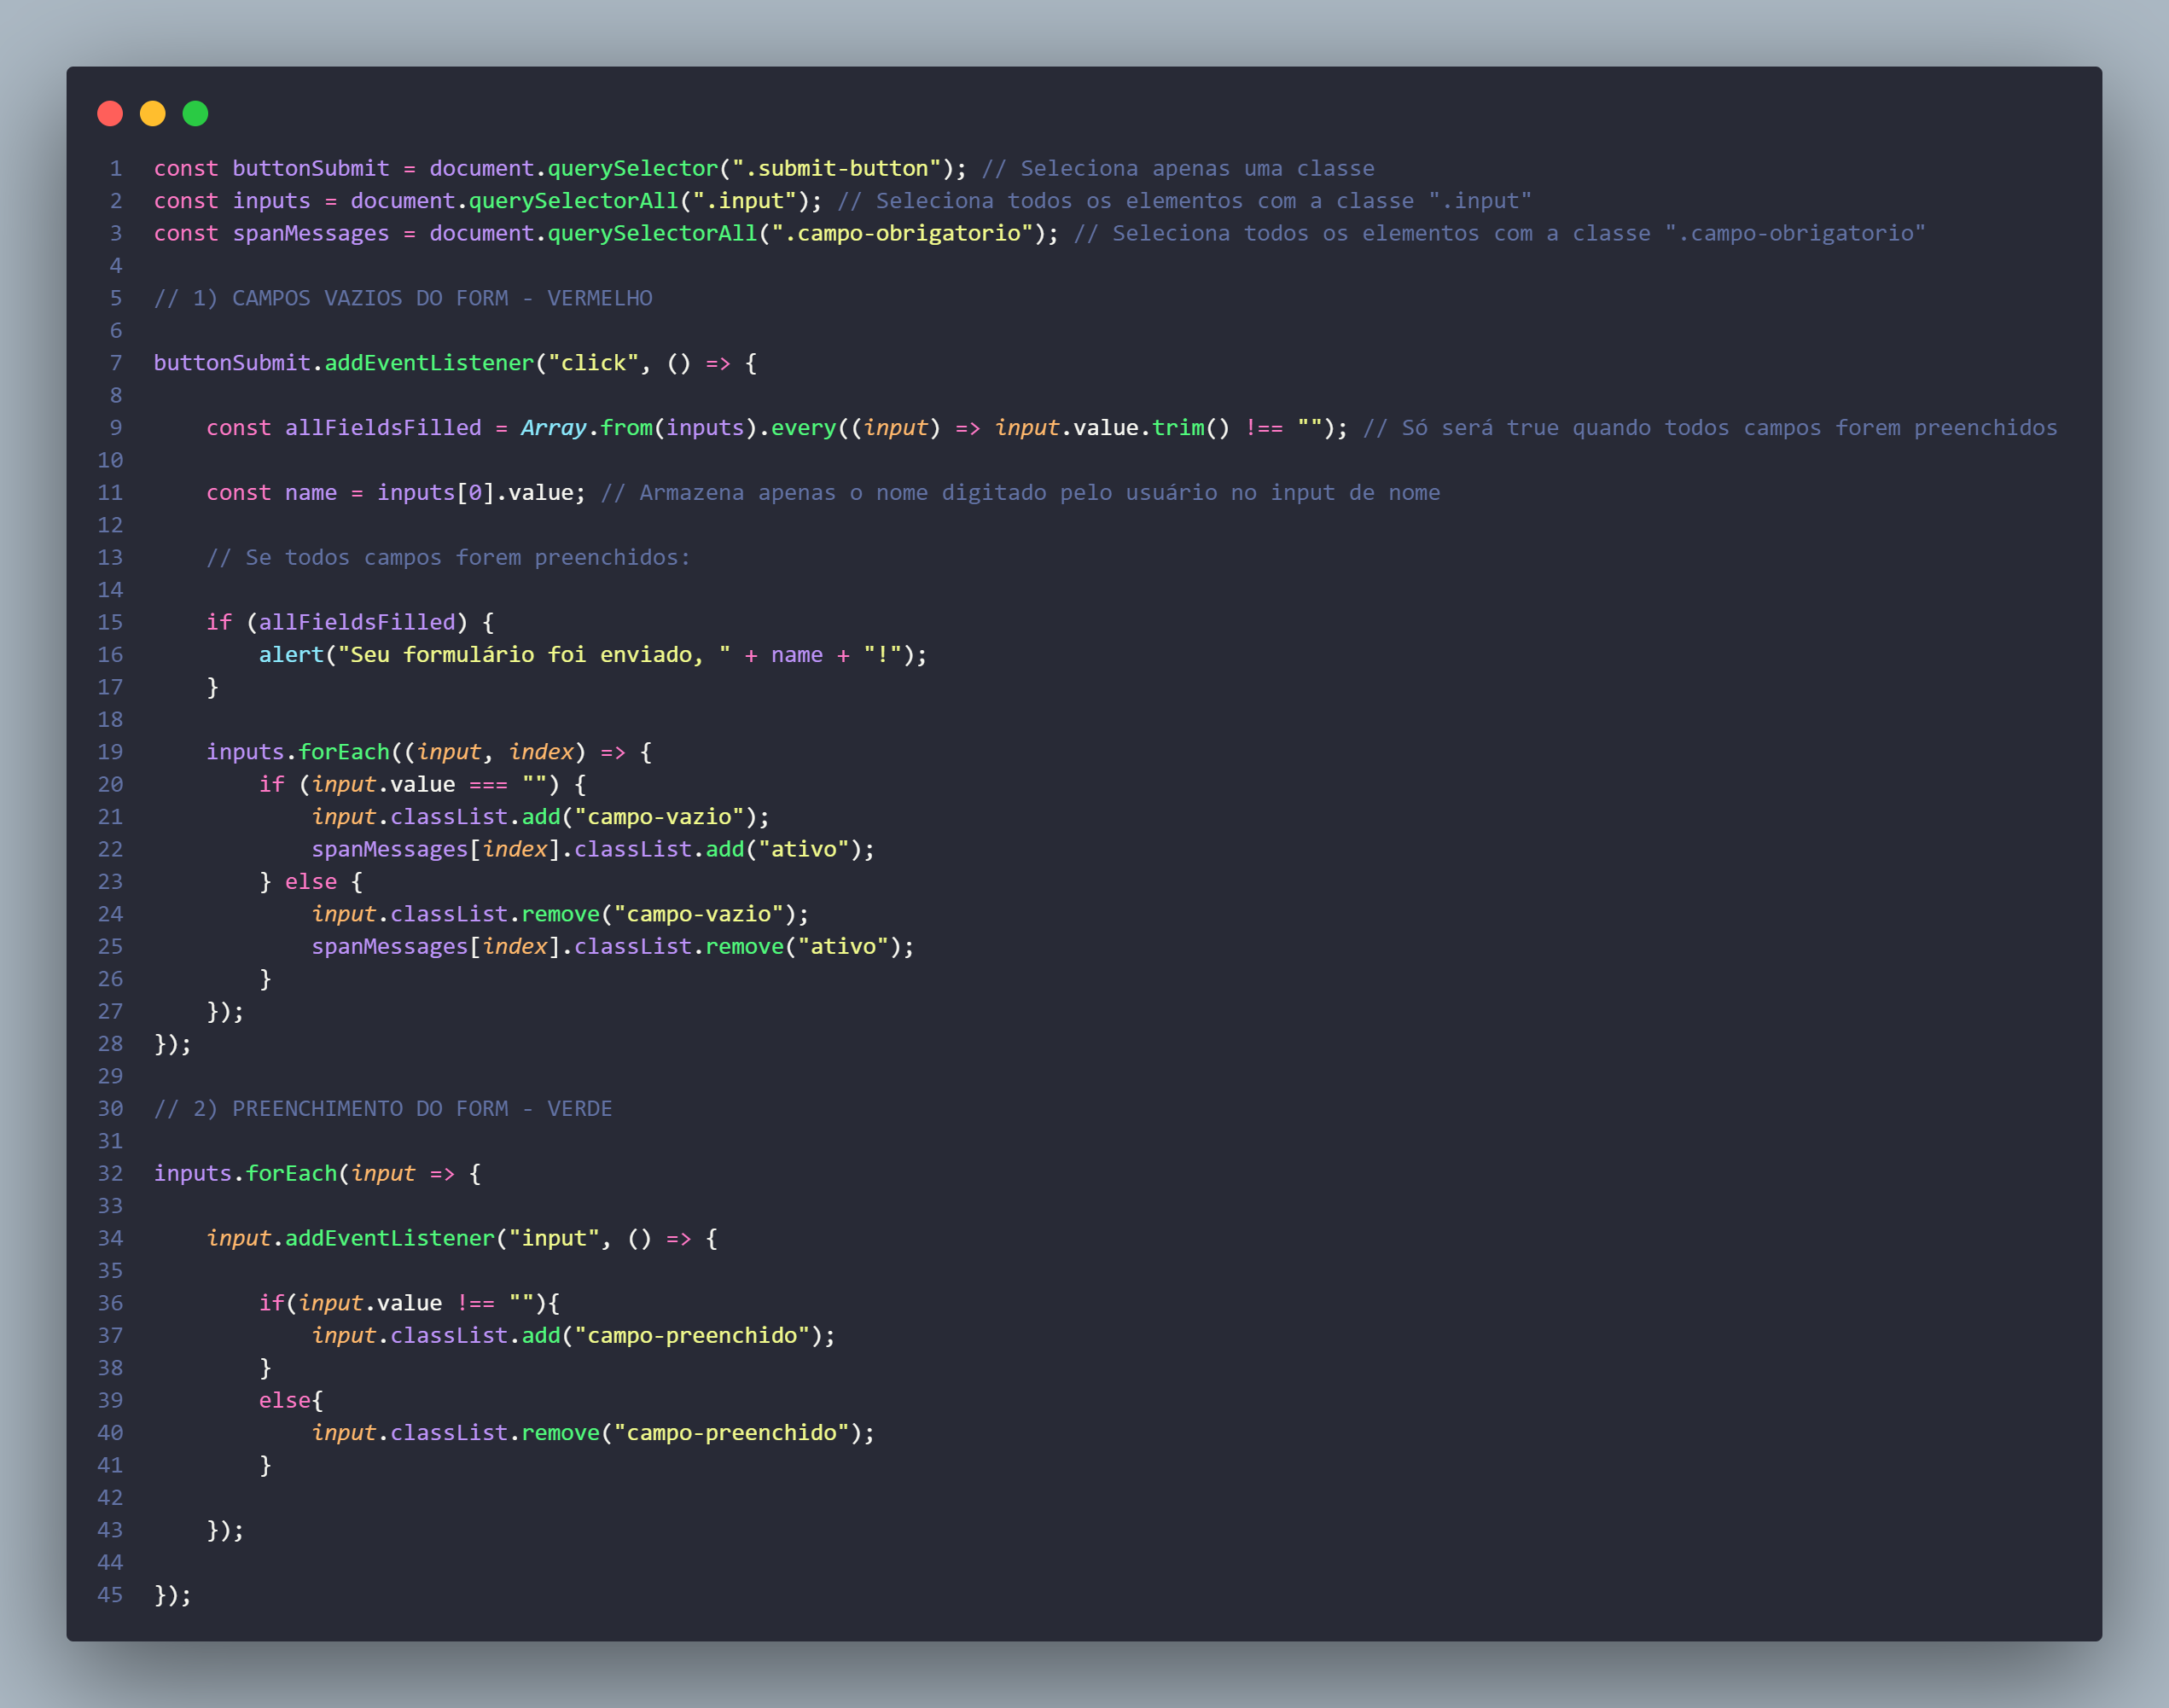 1 const buttonSubmit = document.querySelector(".submit-button"); // Seleciona apenas uma classe
2 const inputs = document.querySelectorAll(".input"); // Seleciona todos os elementos com a classe ".input"
3 const spanMessages = document.querySelectorAll(".campo-obrigatorio"); // Seleciona todos os elementos com a classe ".campo-obrigatorio"
4
5 // 1) CAMPOS VAZIOS DO FORM - VERMELHO
6
7 buttonSubmit.addEventListener("click", () => {
8
9     const allFieldsFilled = Array.from(inputs).every((input) => input.value.trim() !== ""); // Só será true quando todos campos forem preenchidos
10
11     const name = inputs[0].value; // Armazena apenas o nome digitado pelo usuário no input de nome
12
13     // Se todos campos forem preenchidos:
14
15     if (allFieldsFilled) {
16         alert("Seu formulário foi enviado, " + name + "!");
17     }
18
19     inputs.forEach((input, index) => {
20         if (input.value === "") {
21             input.classList.add("campo-vazio");
22             spanMessages[index].classList.add("ativo");
23         } else {
24             input.classList.remove("campo-vazio");
25             spanMessages[index].classList.remove("ativo");
26         }
27     });
28 });
29
30 // 2) PREENCHIMENTO DO FORM - VERDE
31
32 inputs.forEach(input => {
33
34     input.addEventListener("input", () => {
35
36         if(input.value !== ""){
37             input.classList.add("campo-preenchido");
38         }
39         else{
40             input.classList.remove("campo-preenchido");
41         }
42
43     });
44
45 });